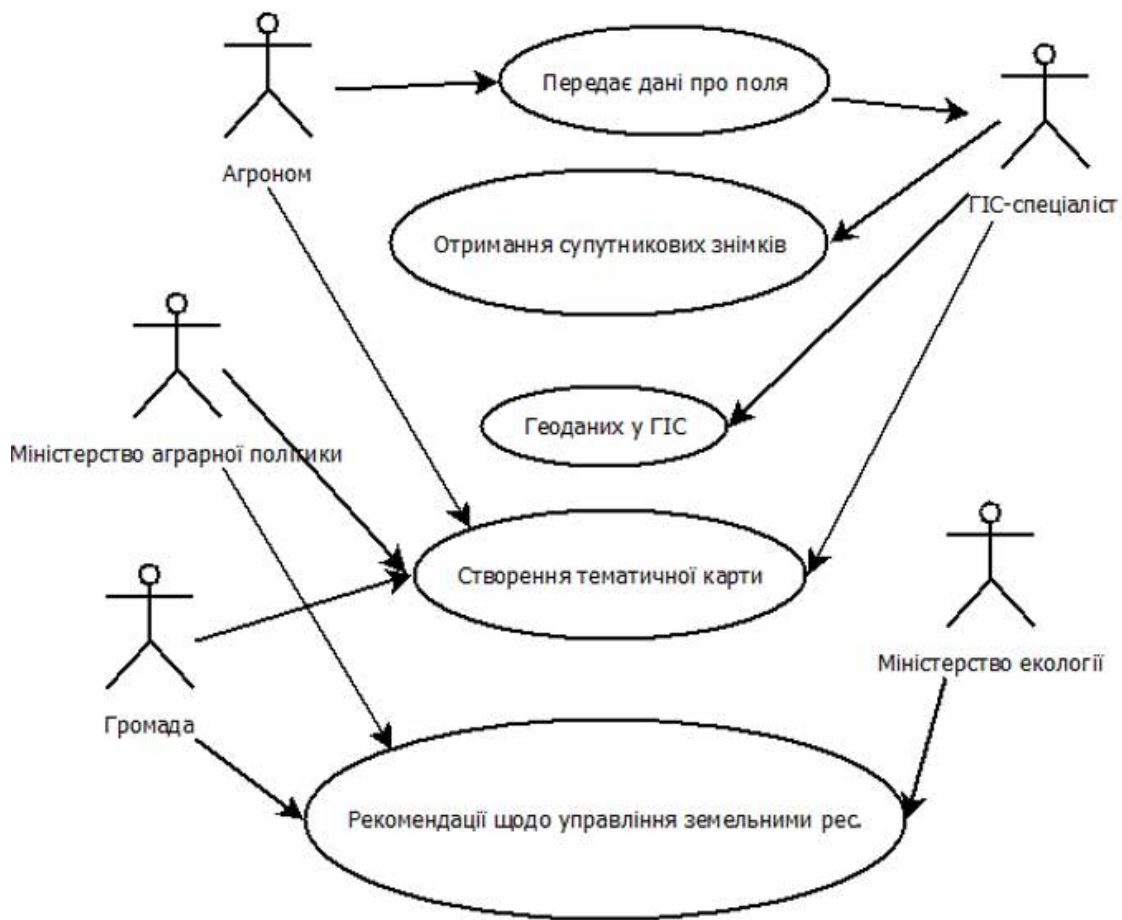 Передає дані про поля
Агроном
ГІС-спеціаліст
Отримання супутникових знімків
Геоданих у ГІС
Міністерство аграрної політики
Створення тематичної карти
Міністерство екології
Громада
Рекомендації щодо управління земельними рес.